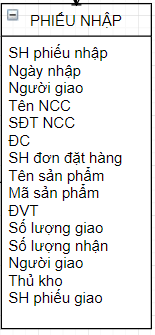 PHIẾU NHẬP
SH phiếu nhập
Ngày nhập
Người giao
Tên NCC
SĐT NCC
ĐC
SH đơn đặt hàng
Tên sản phẩm
Mã sản phẩm
ĐVT
Số lượng giao
Số lượng nhận
Người giao
Thủ kho
SH phiếu giao